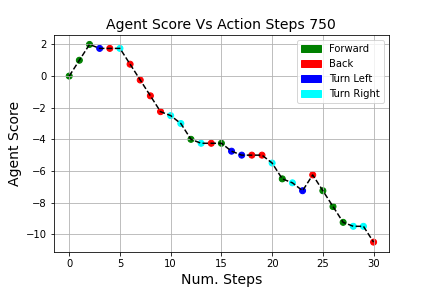 Agent Score Vs Action Steps 750
Forward
Back
Turn Left
Turn Right
Agent Score
2
0
−2
−4
−6
−8
−10
0 5 10 15 20 25 30
Num. Steps